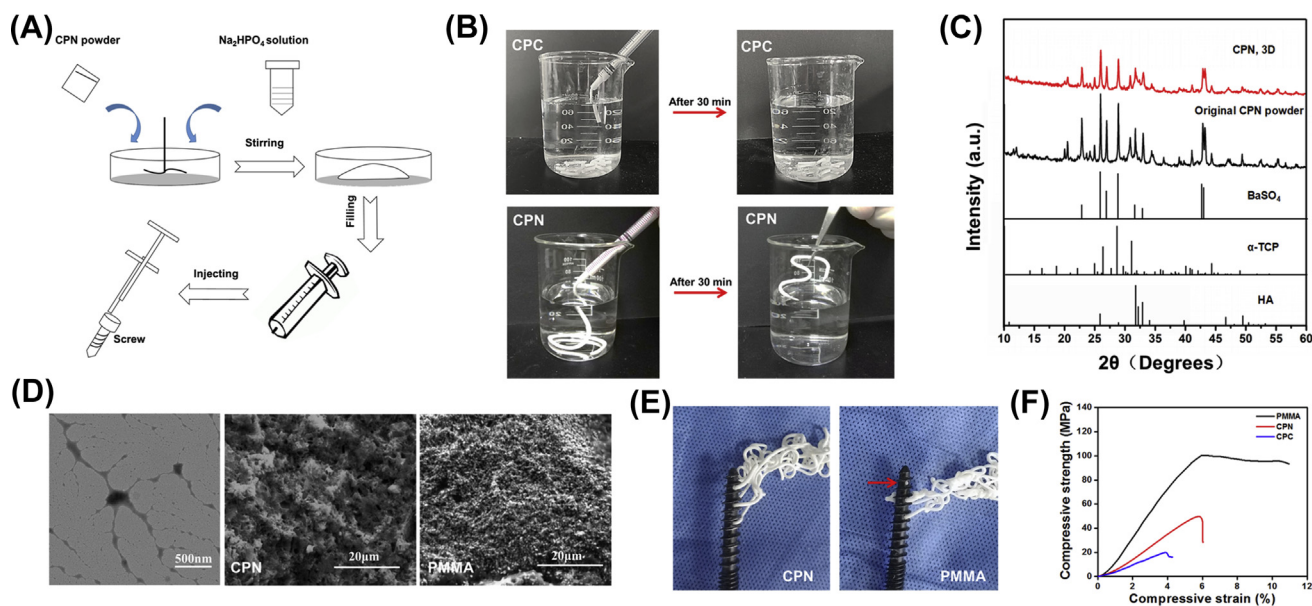 (A)
CPN powder
Na₂HPO₄ solution
Stirring
Filling
Injecting
Screw
(B)
CPC
After 30 min
CPC
CPN
After 30 min
CPN
(C)
Intensity (a.u.)
CPN, 3D
Original CPN powder
BaSO₄
α-TCP
HA
10 15 20 25 30 35 40 45 50 55 60
2θ (Degrees)
(D)
500nm
CPN
20μm
PMMA
20μm
(E)
CPN
PMMA
(F)
Compressive strength (MPa)
140
120
100
80
60
40
20
0
PMMA
CPN
CPC
0 2 4 6 8 10 12
Compressive strain (%)